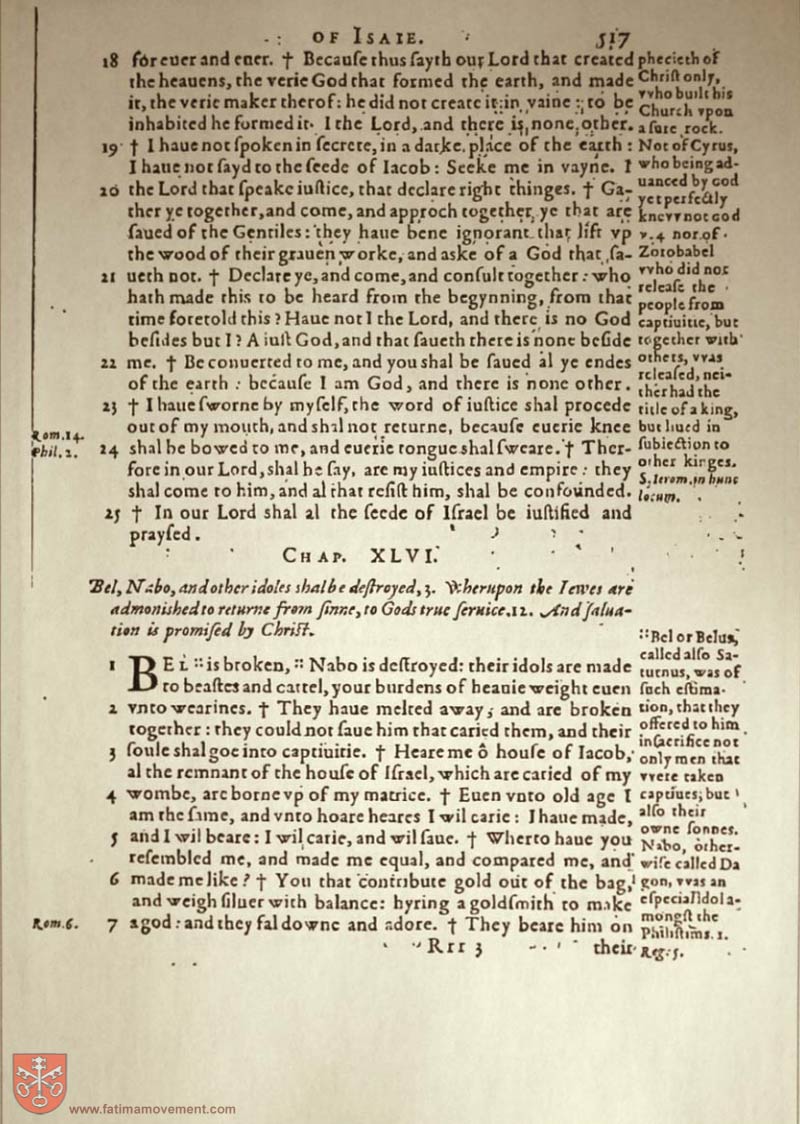 OF ISAIE. 517
18 for euer and euer. † Becauſe thus ſayth our Lord that created
the heauens, the verie God that formed the earth, and made
it, the verie maker therof: he did not create it in vaine: to be
inhabited he formed it. I the Lord, and there is none other.
19 † I haue not ſpoken in ſecrete, in a darke place of the earth:
I haue not ſayd to the ſeede of Iacob: Seeke me in vayne. I
20 the Lord that ſpeake iuſtice, that declare right thinges. † Ga-
ther ye together, and come, and approch together, ye that are
ſaued of the Gentiles: they haue bene ignorant that lift vp
the wood of their grauen worke, and aske of a God that ſa-
21 ueth not. † Declare ye, and come, and conſult together: who
hath made this to be heard from the begynning, from that
time foretold this? Haue not I the Lord, and there is no God
beſides but I? A iuſt God, and that ſaueth there is none beſide
22 me. † Be conuerted to me, and you shal be ſaued al ye endes
of the earth: becauſe I am God, and there is none other.
23 † I haue ſworne by myſelf, the word of iuſtice shal procede
out of my mouth, and shal not returne, becauſe euerie knee
24 shal be bowed to me, and euerie tongue shal ſweare. † Ther-
fore in our Lord, shal he ſay, are my iuſtices and empire: they
shal come to him, and al that reſiſt him, shal be confounded.
25 † In our Lord shal al the ſeede of Iſrael be iuſtified and
prayſed.
Rom. 14.
Phil. 2.
phecieth of
Chriſt only,
vvho built his
Church vpon
a ſure rock.
Not of Cyrus,
who being ad-
uanced by god
yet perfectly
knevv not god
v. 4 nor of
Zorobabel
vvho did not
releaſe the
people from
captiuitie, but
together with
others, vvas
releaſed, nei-
ther had the
title of a king,
but liued in
ſubiection to
other kinges.
S. Ierom. in hunc
locum.
CHAP. XLVI.
Bel, Nabo, and other idoles shal be deſtroyed, 3. Wherupon the Iewes are
admonished to returne from ſinne, to Gods true ſeruice. 12. And ſalua-
tion is promiſed by Chriſt.
1 BEL :: is broken, :: Nabo is deſtroyed: their idols are made
to beaſtes and cattel, your burdens of heauie weight euen
2 vnto wearines. † They haue melted away, and are broken
together: they could not ſaue him that caried them, and their
3 ſoule shal goe into captiuitie. † Heare me ô houſe of Iacob,
al the remnant of the houſe of Iſrael, which are caried of my
4 wombe, are borne vp of my matrice. † Euen vnto old age I
am the ſame, and vnto hoare heares I wil carie: I haue made,
5 and I wil beare: I wil carie, and wil ſaue. † Wherto haue you
reſembled me, and made me equal, and compared me, and
6 made me like? † You that contribute gold out of the bag,
and weigh ſiluer with balance: hyring a goldſmith to make
7 a god: and they fal downe and adore. † They beare him on
Rom. 6.
:: Bel or Belus,
called alſo Sa-
turnus, was of
ſuch eſtima-
tion, that they
offered to him
in ſacrifice not
only men that
vvere taken
captiues, but
alſo their
owne ſonnes.
Nabo, other-
wiſe called Da
gon, vvas an
eſpecial idol a-
mongſt the
Philiſtims. 1.
Reg. 5.
Rrr 3 their
www.fatimamovement.com